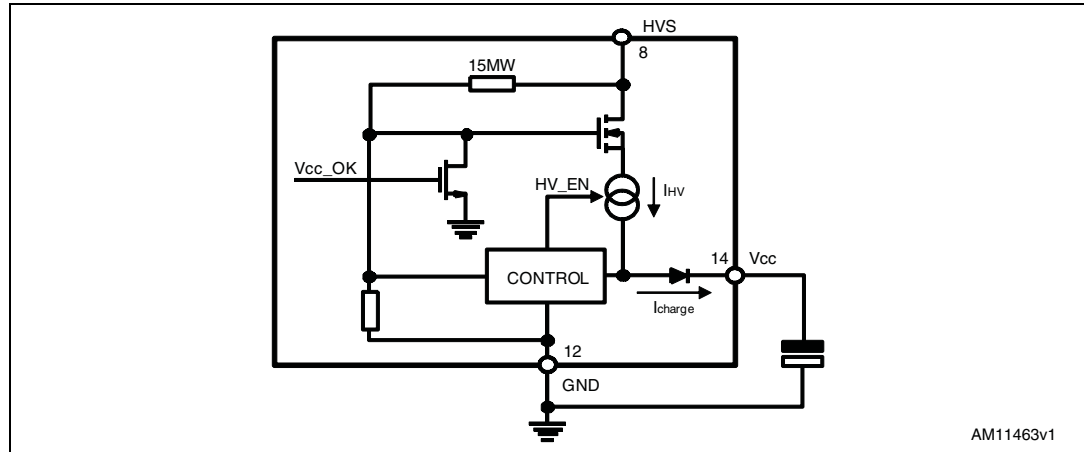 HVS
8
15MW
Vcc_OK
HV_EN
IHV
14 Vcc
CONTROL
Icharge
12
GND
AM11463v1